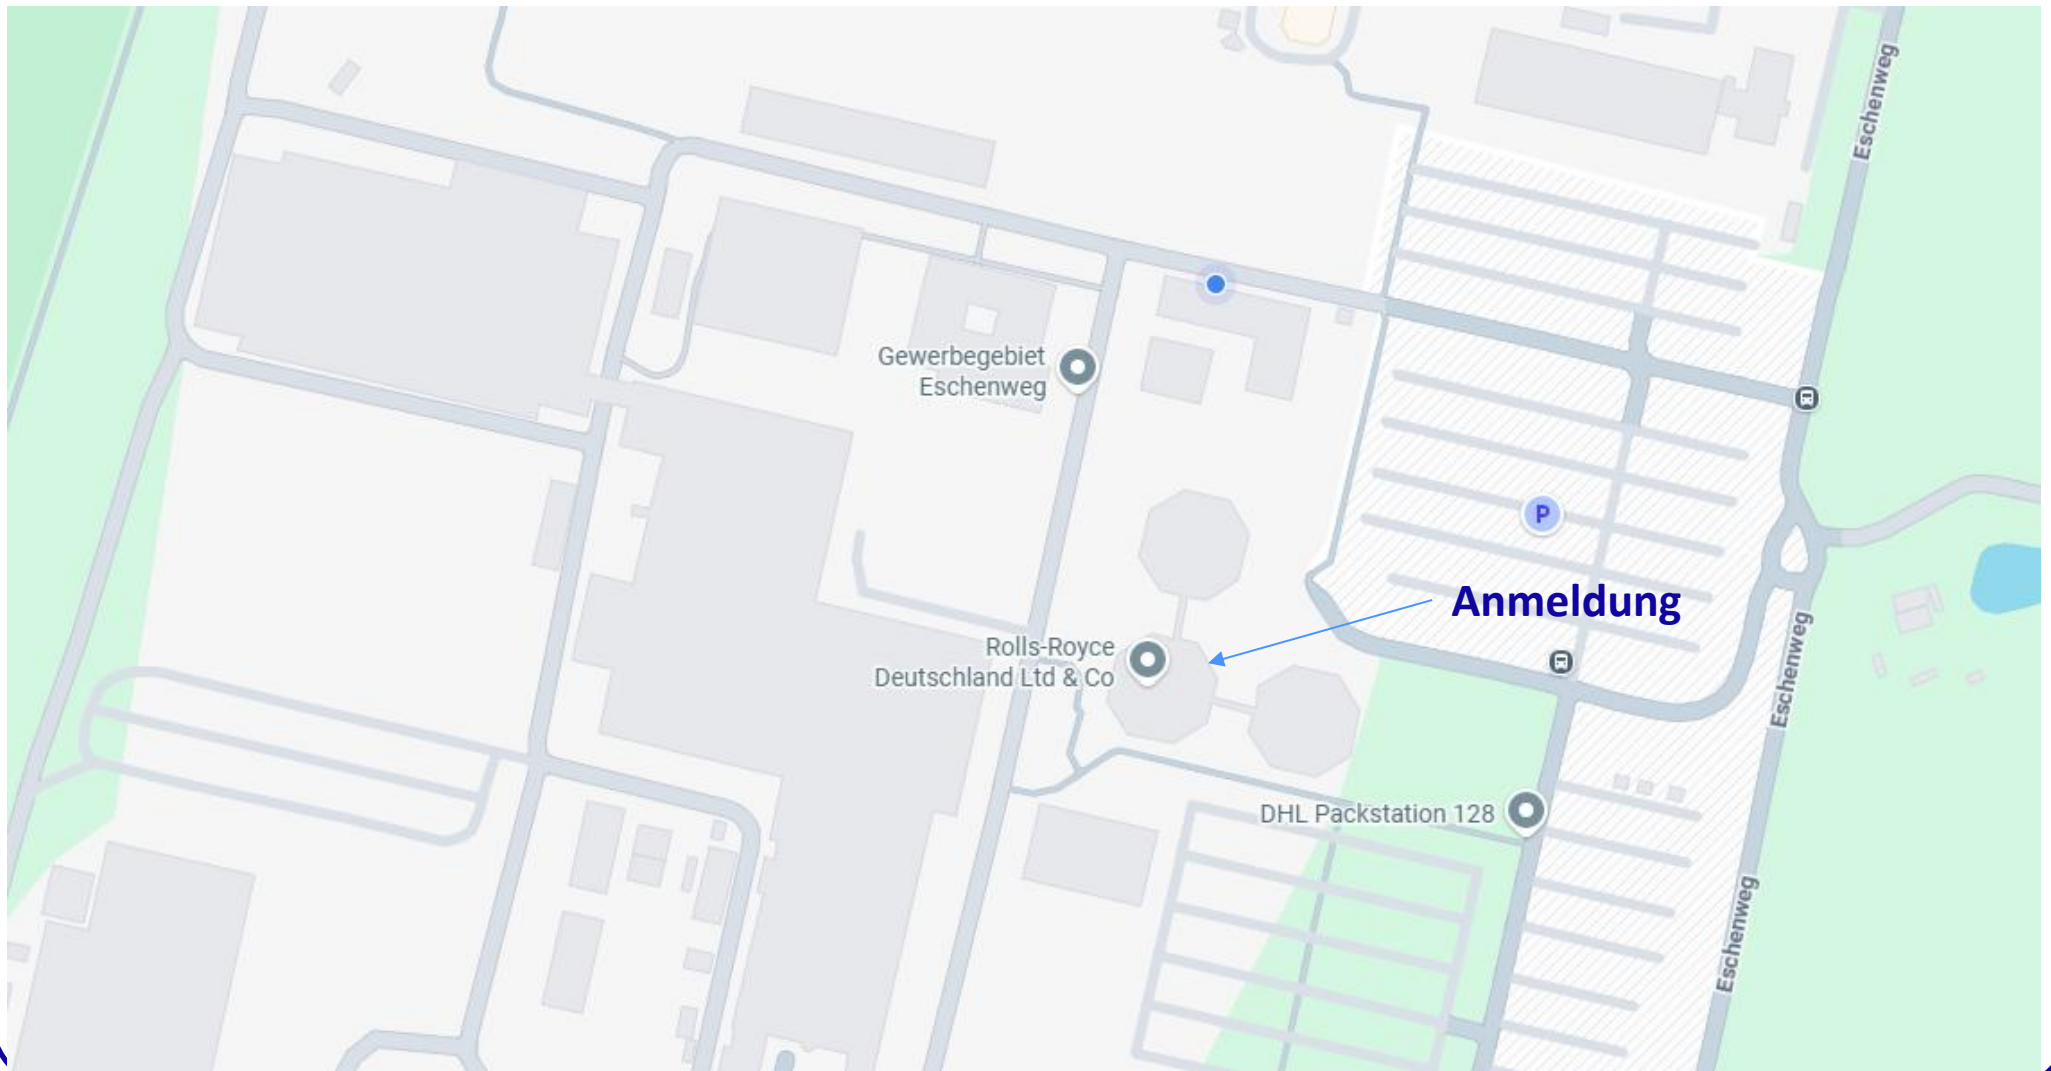 Eschenweg
Gewerbegebiet
Eschenweg
P
Anmeldung
Rolls-Royce
Deutschland Ltd & Co
Eschenweg
DHL Packstation 128
Eschenweg